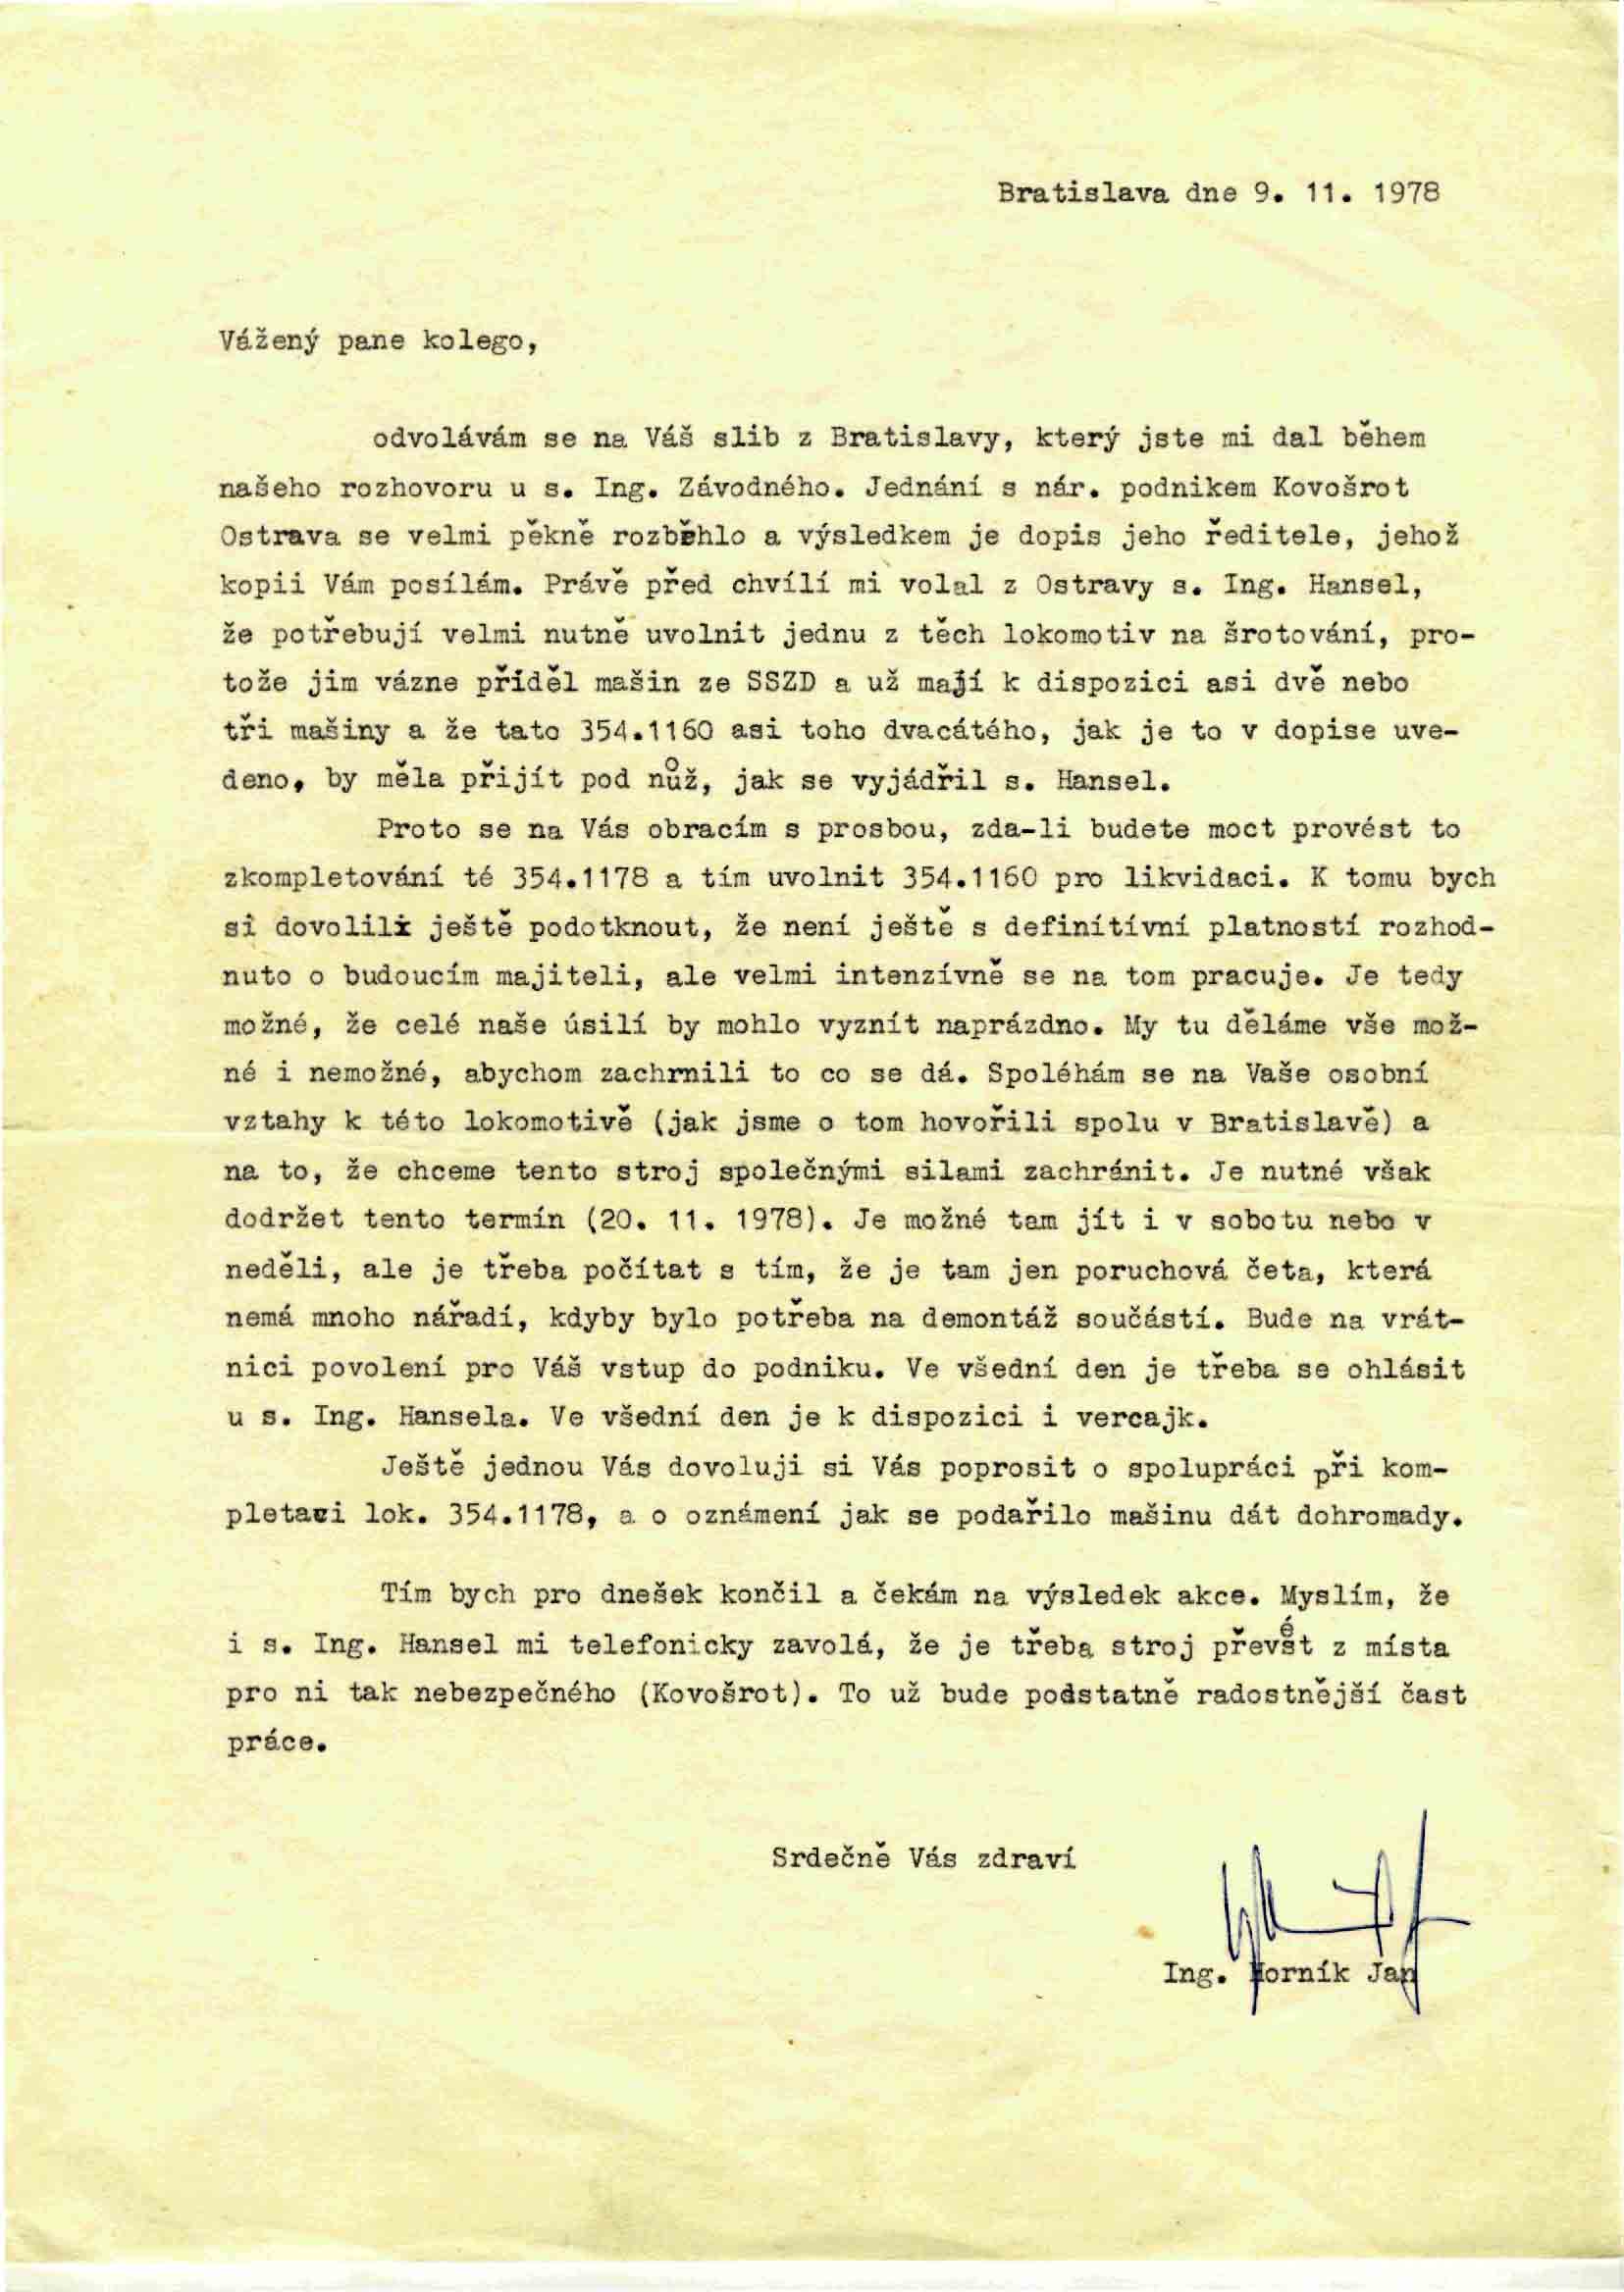 Bratislava dne 9. 11. 1978
Vážený pane kolego,
odvolávám se na Váš slib z Bratislavy, který jste mi dal během
našeho rozhovoru u s. Ing. Závodného. Jednání s nár. podnikem Kovošrot
Ostrava se velmi pěkně rozběhlo a výsledkem je dopis jeho ředitele, jehož
kopii Vám posílám. Právě před chvílí mi volal z Ostravy s. Ing. Hansel,
že potřebují velmi nutně uvolnit jednu z těch lokomotiv na šrotování, pro-
tože jim vázne příděl mašin ze SSZD a už mají k dispozici asi dvě nebo
tři mašiny a že tato 354.1160 asi toho dvacátého, jak je to v dopise uve-
deno, by měla přijít pod nůž, jak se vyjádřil s. Hansel.
Proto se na Vás obracím s prosbou, zda-li budete moct provést to
zkompletování té 354.1178 a tím uvolnit 354.1160 pro likvidaci. K tomu bych
si dovolil ještě podotknout, že není ještě s definitívní platností rozhod-
nuto o budoucím majiteli, ale velmi intenzívně se na tom pracuje. Je tedy
možné, že celé naše úsilí by mohlo vyznít naprázdno. My tu děláme vše mož-
né i nemožné, abychom zachrnili to co se dá. Spoléhám se na Vaše osobní
vztahy k této lokomotivě (jak jsme o tom hovořili spolu v Bratislavě) a
na to, že chceme tento stroj společnými silami zachránit. Je nutné však
dodržet tento termín (20. 11. 1978). Je možné tam jít i v sobotu nebo v
neděli, ale je třeba počítat s tím, že je tam jen poruchová četa, která
nemá mnoho nářadí, kdyby bylo potřeba na demontáž součástí. Bude na vrát-
nici povolení pro Váš vstup do podniku. Ve všední den je třeba se ohlásit
u s. Ing. Hansela. Ve všední den je k dispozici i vercajk.
Ještě jednou Vás dovoluji si Vás poprosit o spolupráci při kom-
pletaci lok. 354.1178, a o oznámení jak se podařilo mašinu dát dohromady.
Tím bych pro dnešek končil a čekám na výsledek akce. Myslím, že
i s. Ing. Hansel mi telefonicky zavolá, že je třeba stroj převést z místa
pro ni tak nebezpečného (Kovošrot). To už bude podstatně radostnější čast
práce.
Srdečně Vás zdraví
Ing. Horník Jan